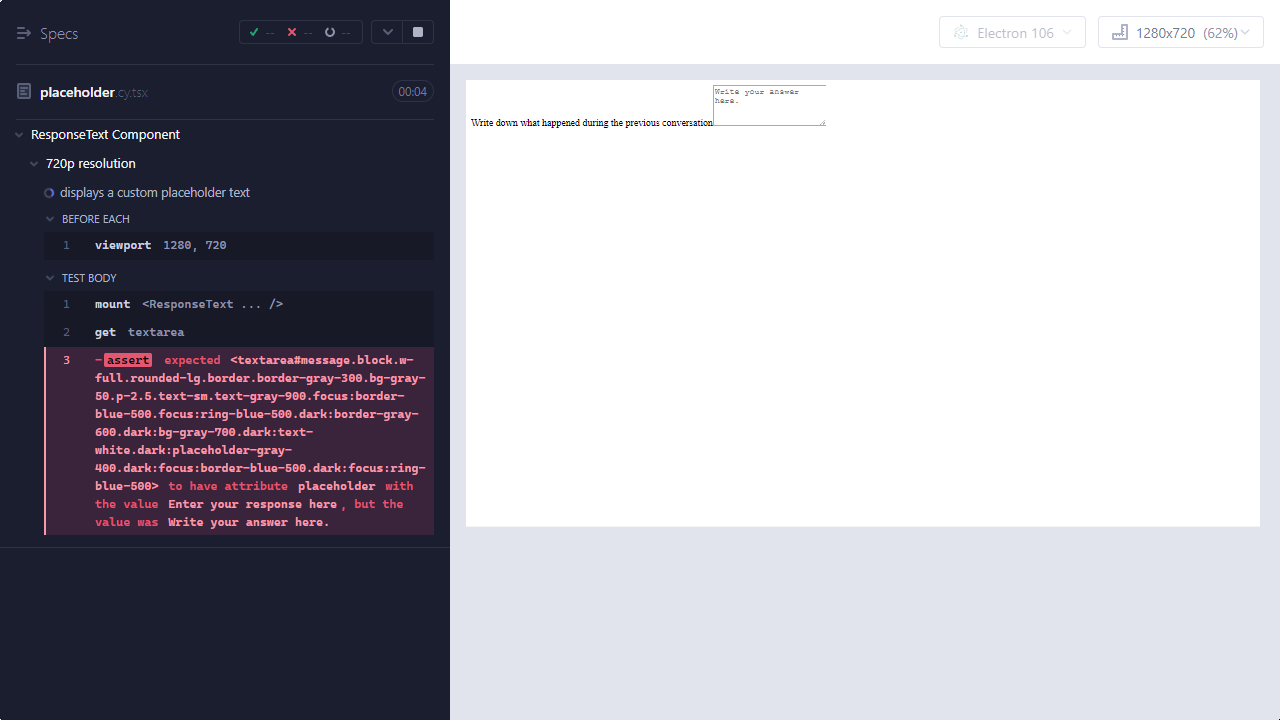 Specs
--
--
--
placeholder.cy.tsx
00:04
ResponseText Component
720p resolution
displays a custom placeholder text
BEFORE EACH
1 viewport 1280, 720
TEST BODY
1 mount <ResponseText ... />
2 get textarea
3 -assert expected <textarea#message.block.w-
full.rounded-lg.border.border-gray-300.bg-gray-
50.p-2.5.text-sm.text-gray-900.focus:border-
blue-500.focus:ring-blue-500.dark:border-gray-
600.dark:bg-gray-700.dark:text-
white.dark:placeholder-gray-
400.dark:focus:border-blue-500.dark:focus:ring-
blue-500> to have attribute placeholder with
the value Enter your response here, but the
value was Write your answer here.
Electron 106
1280x720 (62%)
Write your answer
here.
Write down what happened during the previous conversation